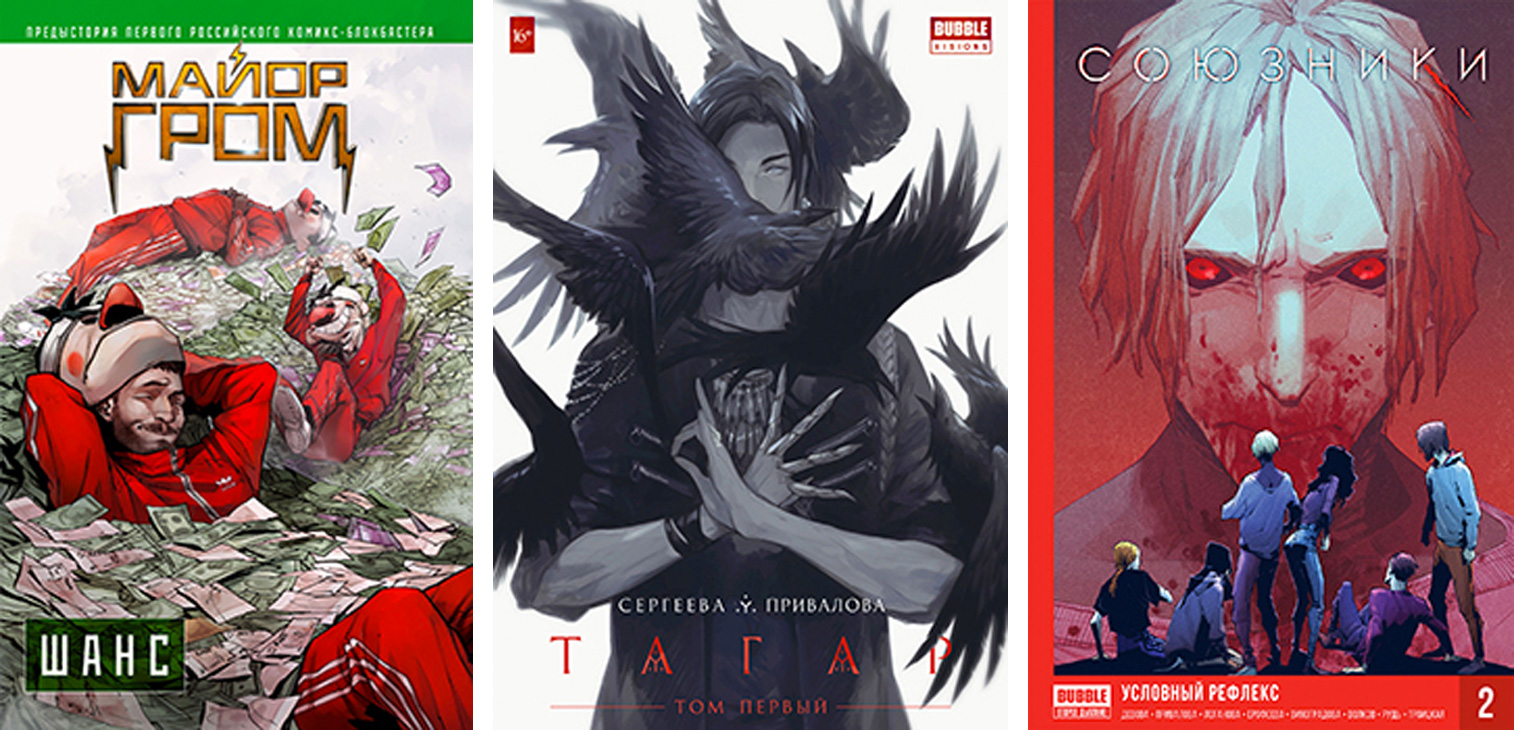 ПРЕДЫСТОРИЯ ПЕРВОГО РОССИЙСКОГО КОМИКС-БЛОКБАСТЕРА
МАЙОР
ГРОМ
ШАНС
16+
BUBBLE
VISIONS
СЕРГЕЕВА ПРИВАЛОВА
ТАГАР
ТОМ ПЕРВЫЙ
СОЮЗНИКИ
BUBBLE
УСЛОВНЫЙ РЕФЛЕКС
2